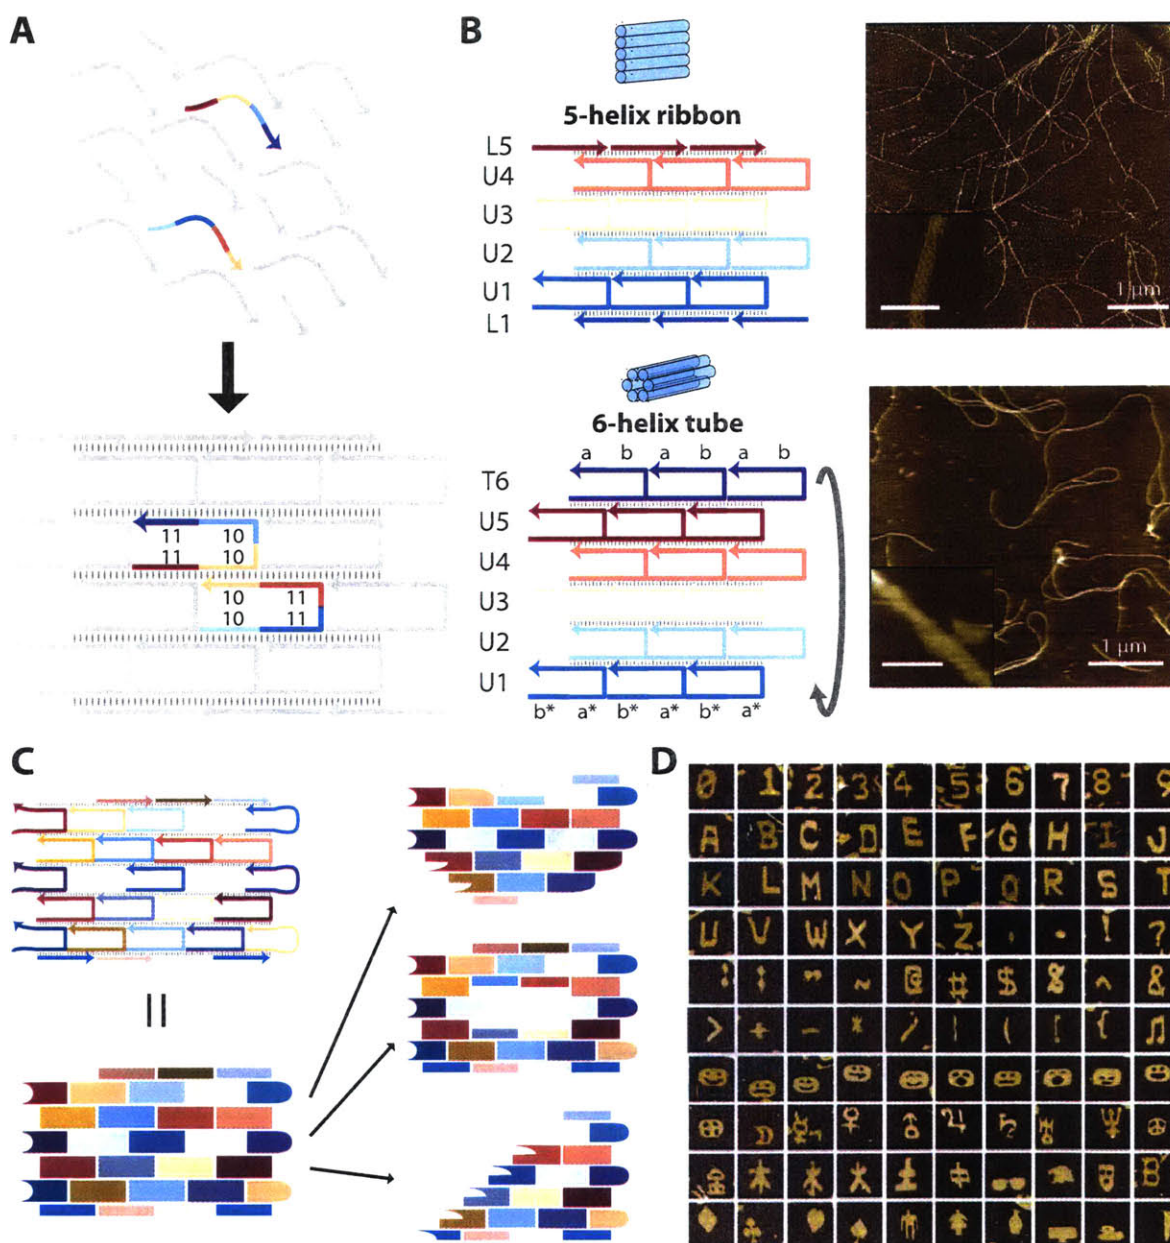 A
11 10
11 10
10 11
10 11
B
5-helix ribbon
L5
U4
U3
U2
U1
L1
1 µm
6-helix tube
a b a b a b
T6
U5
U4
U3
U2
U1
b* a* b* a* b* a*
1 µm
C
D
0 1 2 3 4 5 6 7 8 9
A B C D E F G H I J
K L M N O P Q R S T
U V W X Y Z , . ! ?